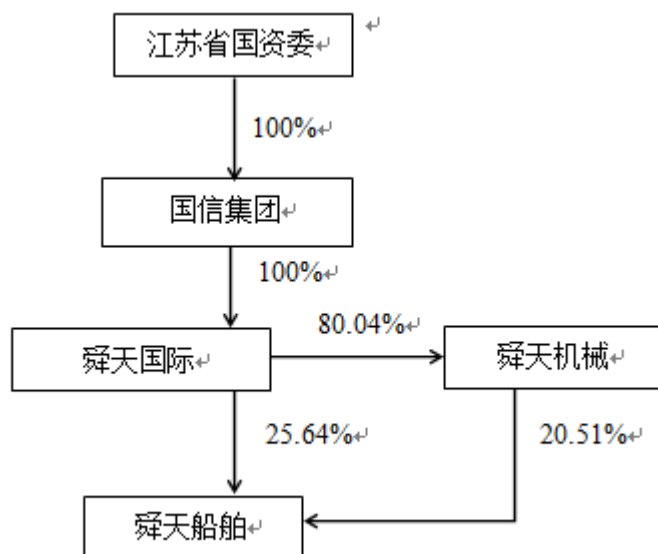 江苏省国资委
100%
国信集团
100%
80.04%
舜天国际
舜天机械
25.64%
20.51%
舜天船舶